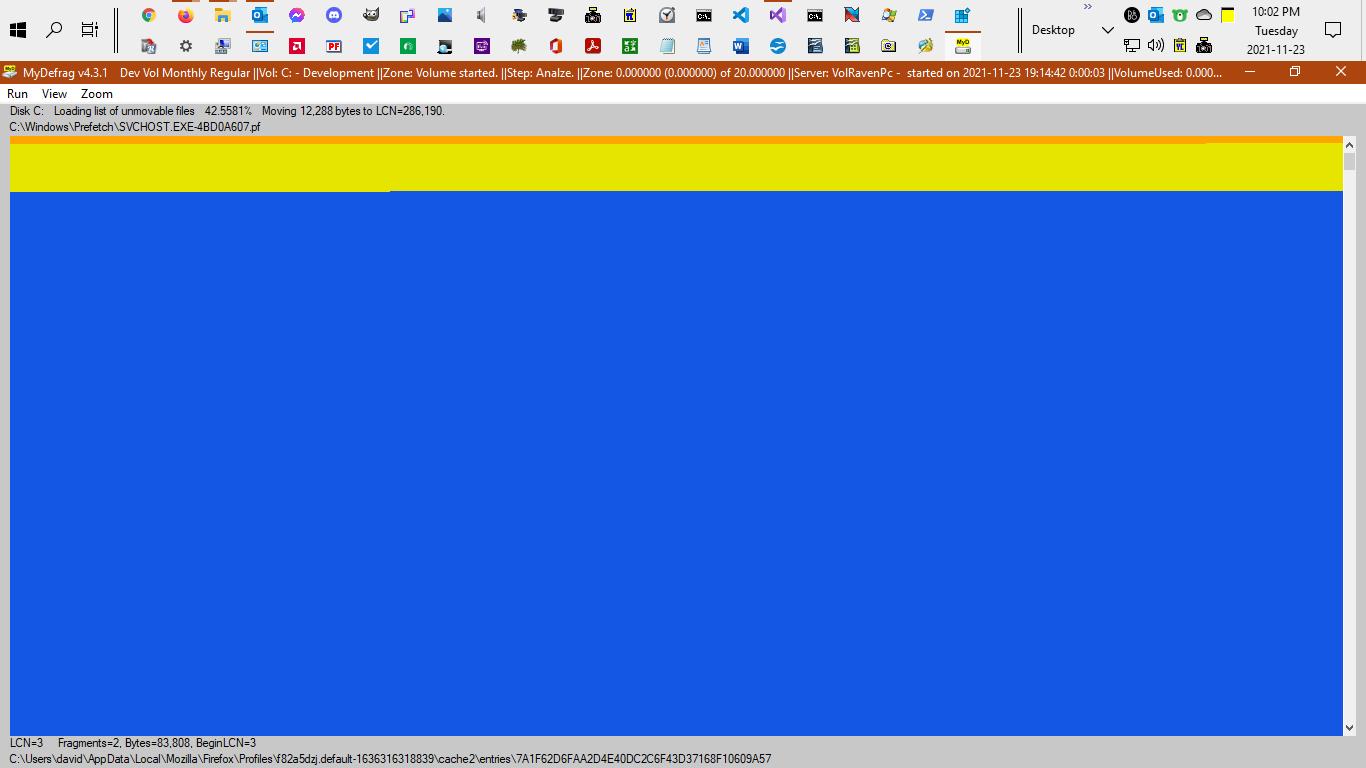 10:02 PM
Desktop
Tuesday
2021-11-23
MyDefrag v4.3.1 Dev Vol Monthly Regular ||Vol: C: - Development ||Zone: Volume started. ||Step: Analze. ||Zone: 0.000000 (0.000000) of 20.000000 ||Server: VolRavenPc - started on 2021-11-23 19:14:42 0:00:03 ||VolumeUsed: 0.000...
Run View Zoom
Disk C: Loading list of unmovable files 42.5581% Moving 12,288 bytes to LCN=286,190.
C:\Windows\Prefetch\SVCHOST.EXE-4BD0A607.pf
LCN=3 Fragments=2, Bytes=83,808, BeginLCN=3
C:\Users\david\AppData\Local\Mozilla\Firefox\Profiles\f82a5dzj.default-1636316318839\cache2\entries\7A1F62D6FAA2D4E40DC2C6F43D37168F10609A57